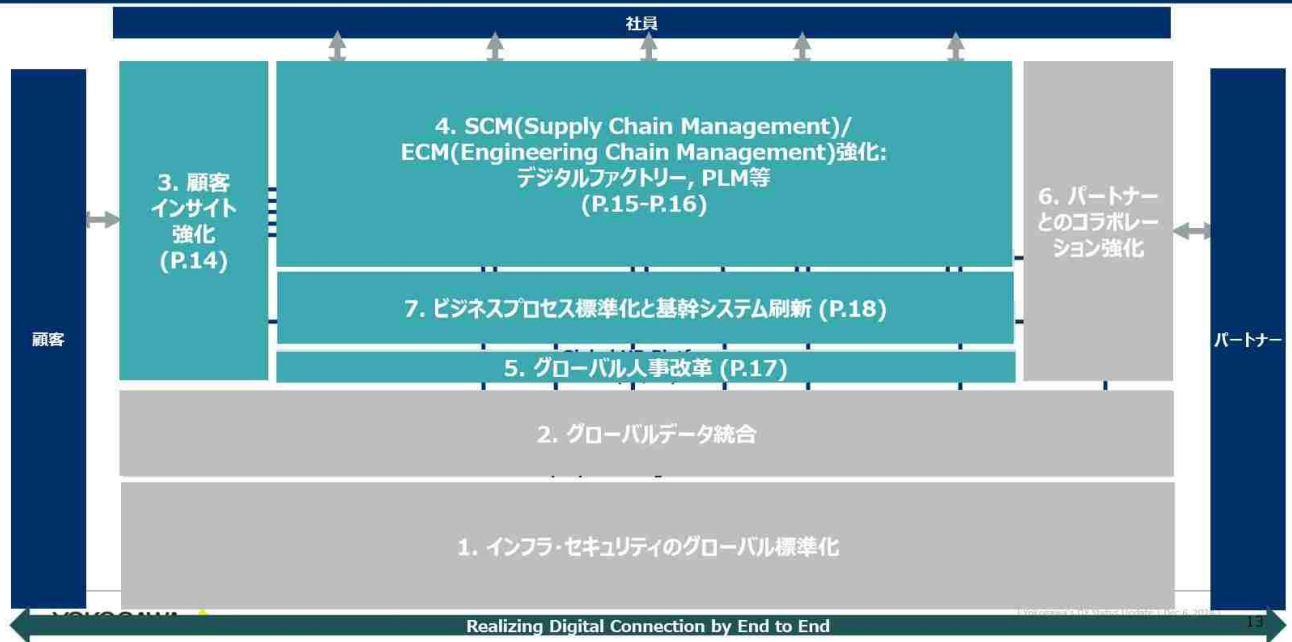 社員
3. 顧客
インサイト
強化
(P.14)
4. SCM(Supply Chain Management)/
ECM(Engineering Chain Management)強化:
デジタルファクトリー, PLM等
(P.15-P.16)
6. パートナー
とのコラボレー
ション強化
7. ビジネスプロセス標準化と基幹システム刷新 (P.18)
顧客
パートナー
5. グローバル人事改革 (P.17)
2. グローバルデータ統合
1. インフラ・セキュリティのグローバル標準化
Realizing Digital Connection by End to End
13